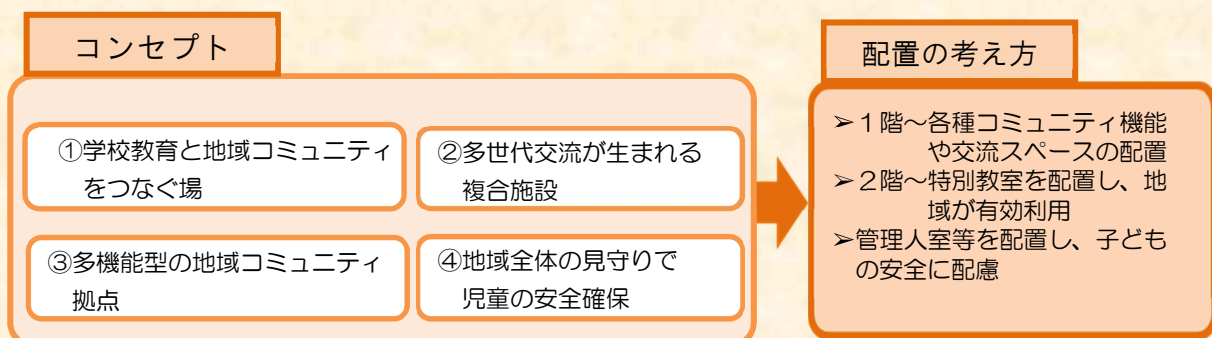 コンセプト
①学校教育と地域コミュニティ
をつなぐ場
②多世代交流が生まれる
複合施設
③多機能型の地域コミュニティ
拠点
④地域全体の見守りで
児童の安全確保
配置の考え方
➢１階～各種コミュニティ機能
や交流スペースの配置
➢２階～特別教室を配置し、地
域が有効利用
➢管理人室等を配置し、子ども
の安全に配慮